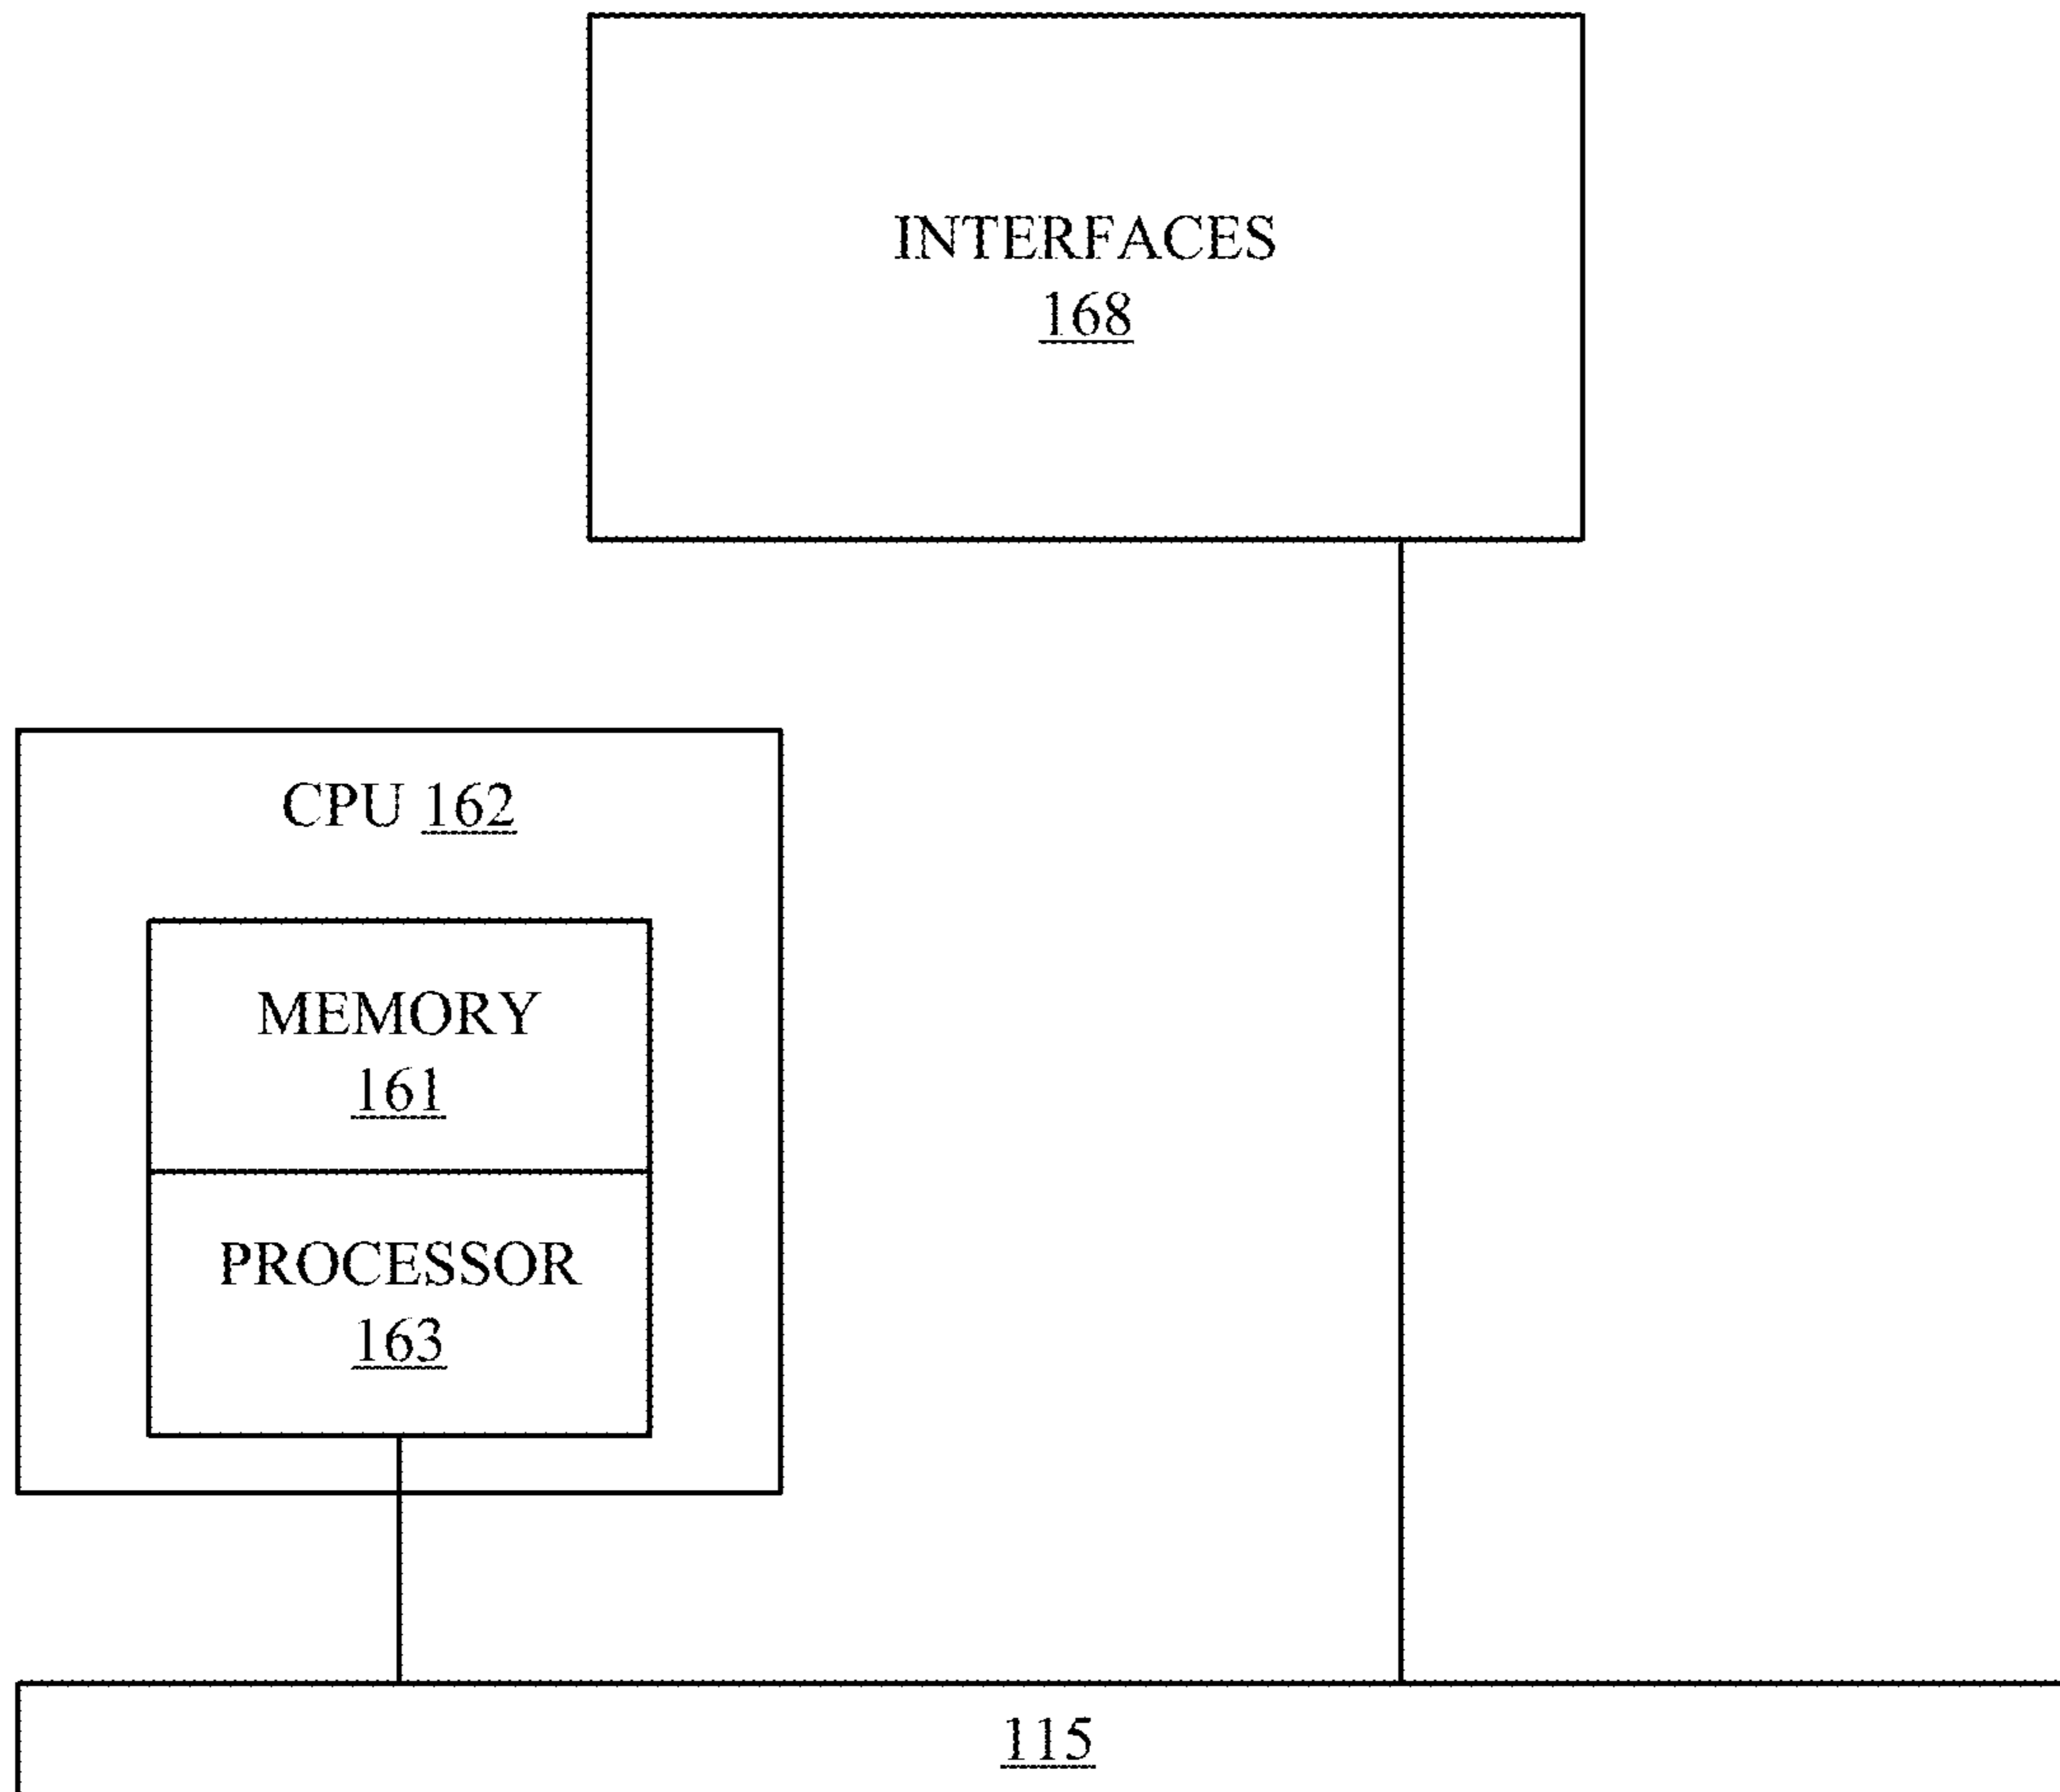 INTERFACES
168
CPU 162
MEMORY
161
PROCESSOR
163
115